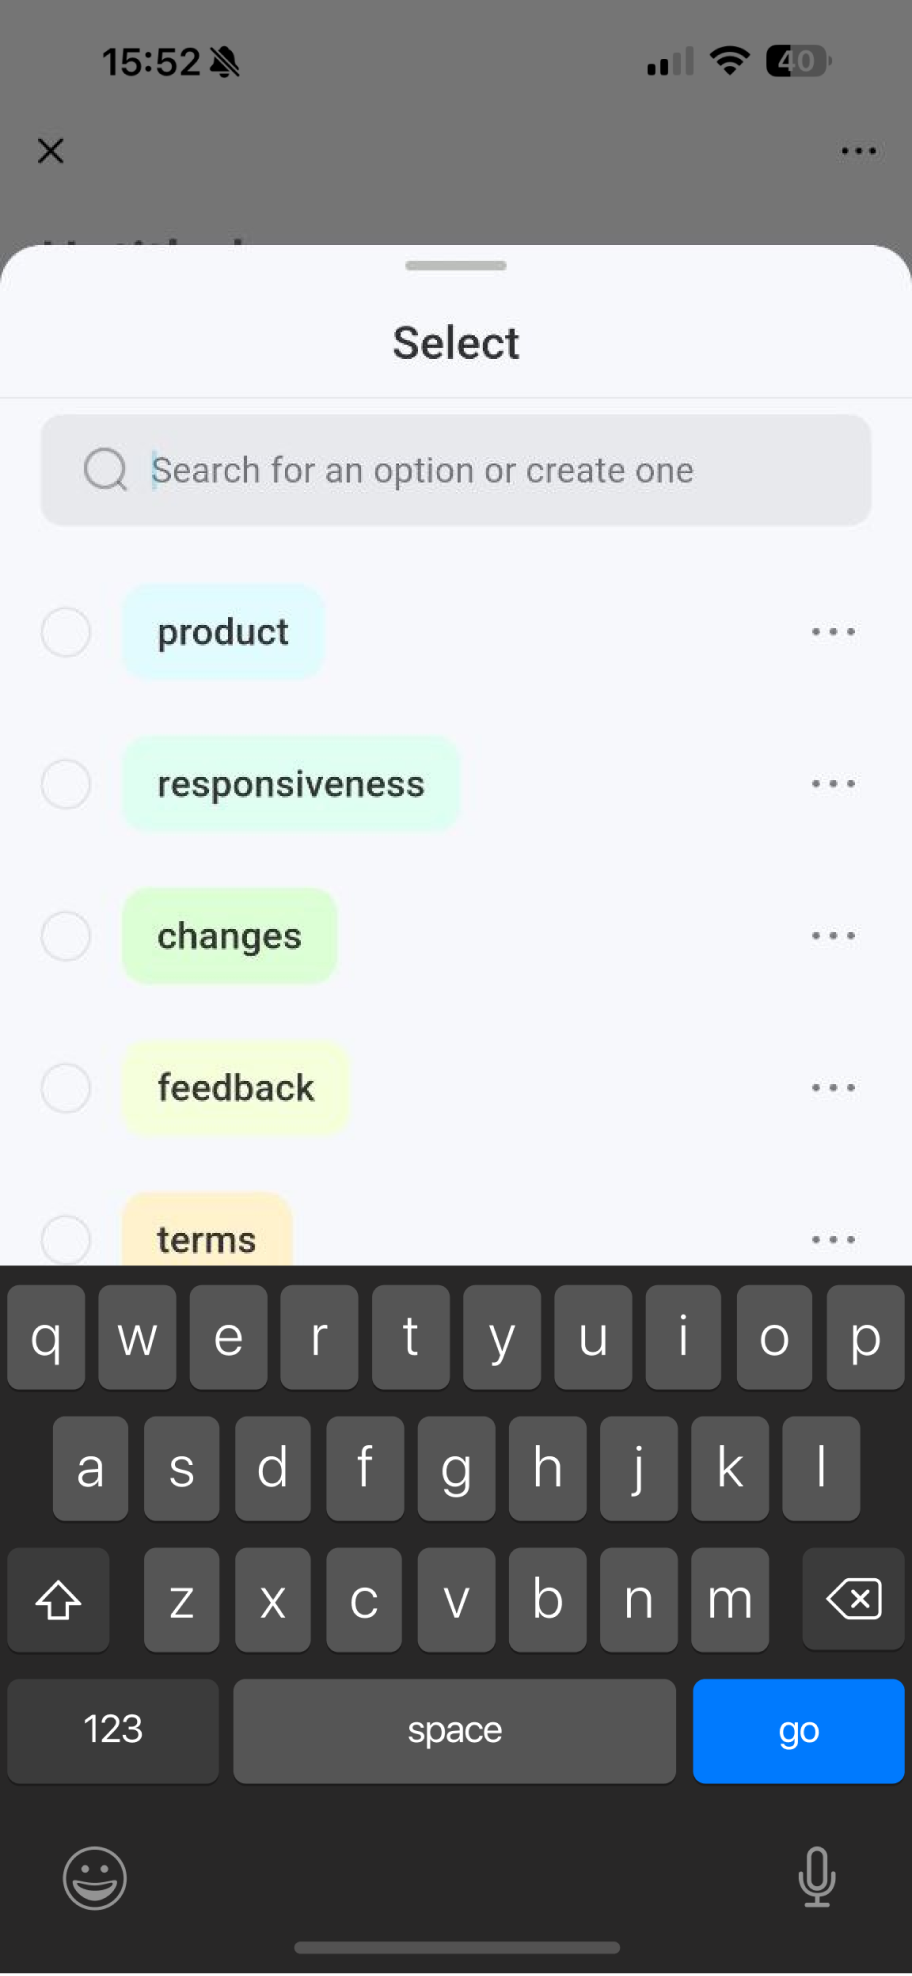 15:52
40
Select
Search for an option or create one
product
responsiveness
changes
feedback
terms
q w e r t y u i o p
a s d f g h j k l
z x c v b n m
123 space go